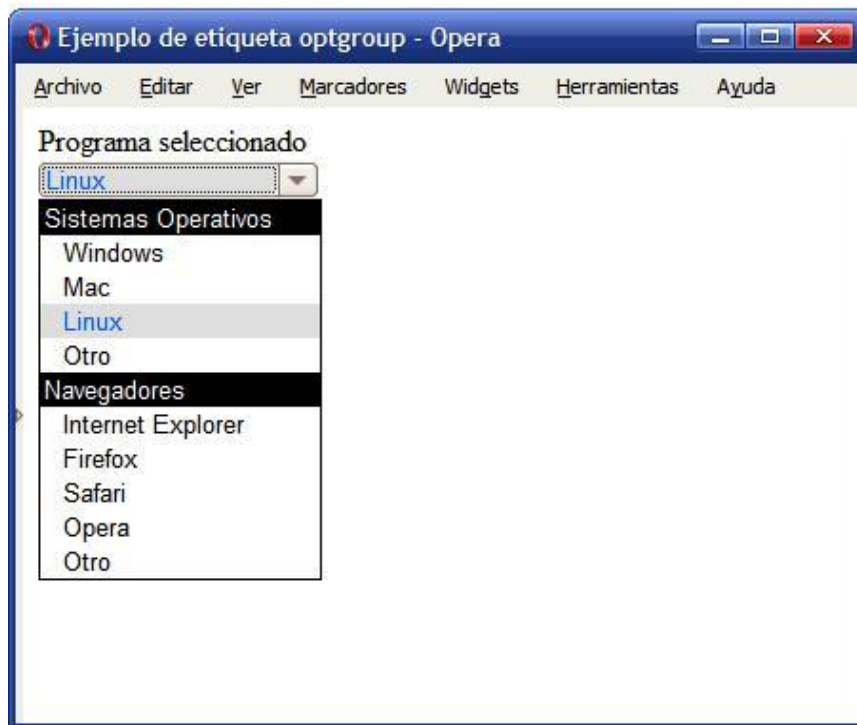 Ejemplo de etiqueta optgroup - Opera
Archivo Editar Ver Marcadores Widgets Herramientas Ayuda
Programa seleccionado
Linux
Sistemas Operativos
Windows
Mac
Linux
Otro
Navegadores
Internet Explorer
Firefox
Safari
Opera
Otro